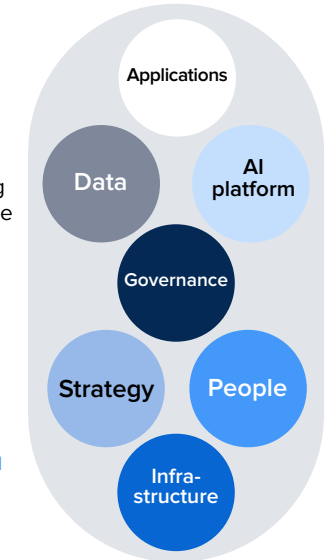 Applications
Data
AI
platform
Governance
Strategy
People
Infra-
structure